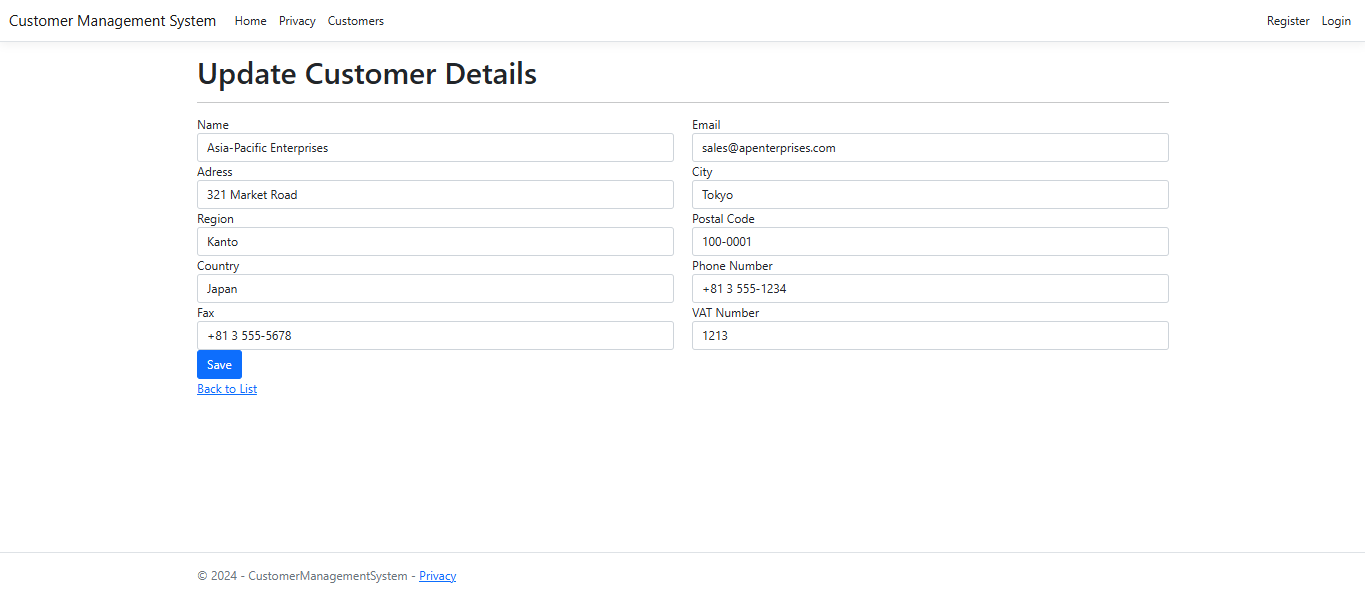 Customer Management System Home Privacy Customers Register Login
Update Customer Details
Name Email
Asia-Pacific Enterprises sales@apenterprises.com
Adress City
321 Market Road Tokyo
Region Postal Code
Kanto 100-0001
Country Phone Number
Japan +81 3 555-1234
Fax VAT Number
+81 3 555-5678 1213
Save
Back to List
© 2024 - CustomerManagementSystem - Privacy